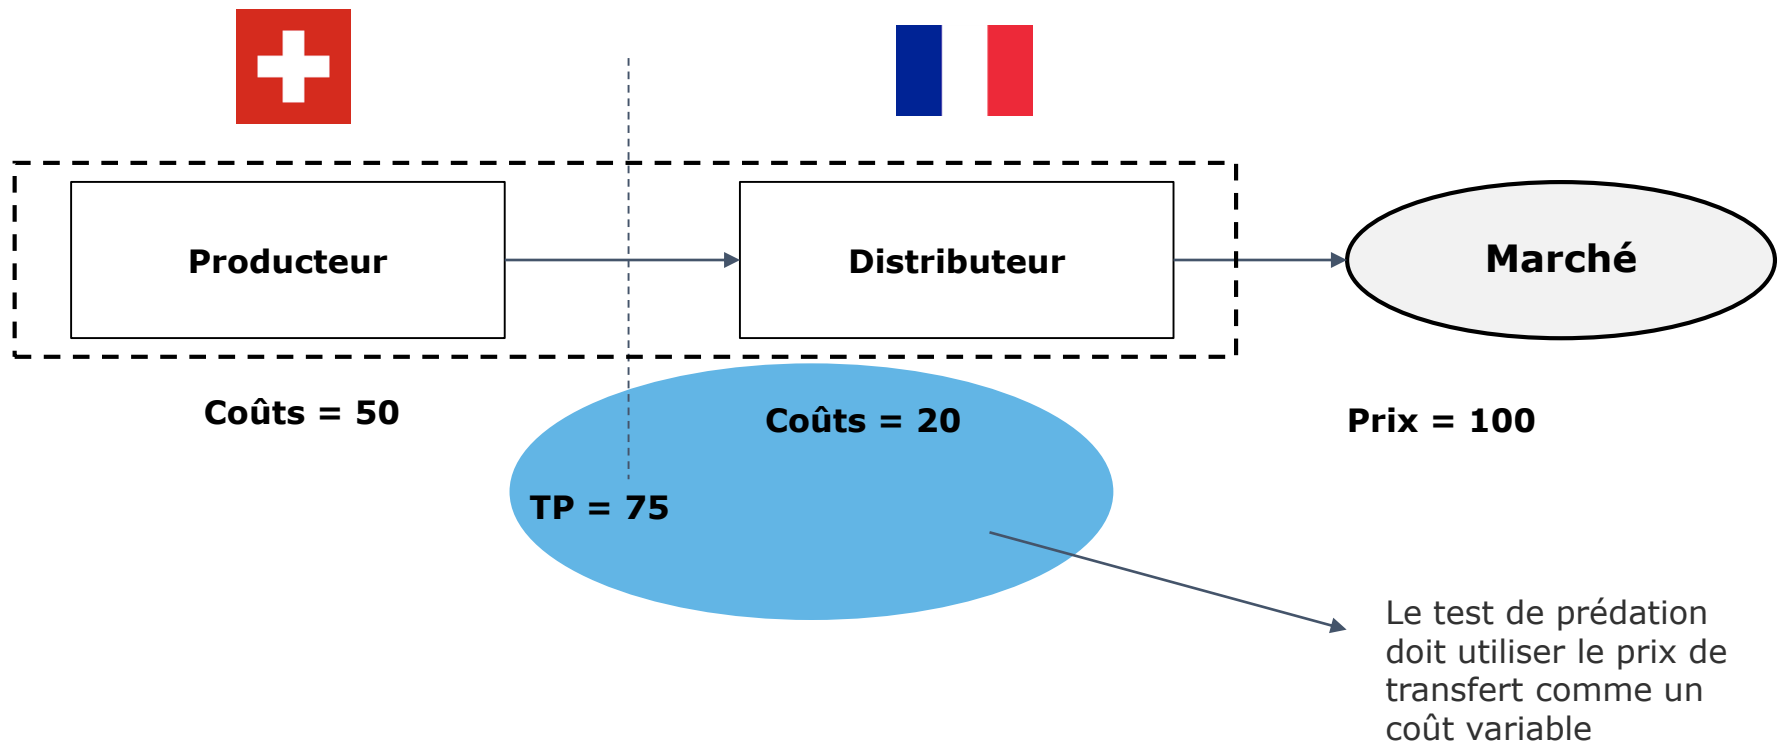 Producteur
Distributeur
Marché
Coûts = 50
Coûts = 20
Prix = 100
TP = 75
Le test de prédation
doit utiliser le prix de
transfert comme un
coût variable